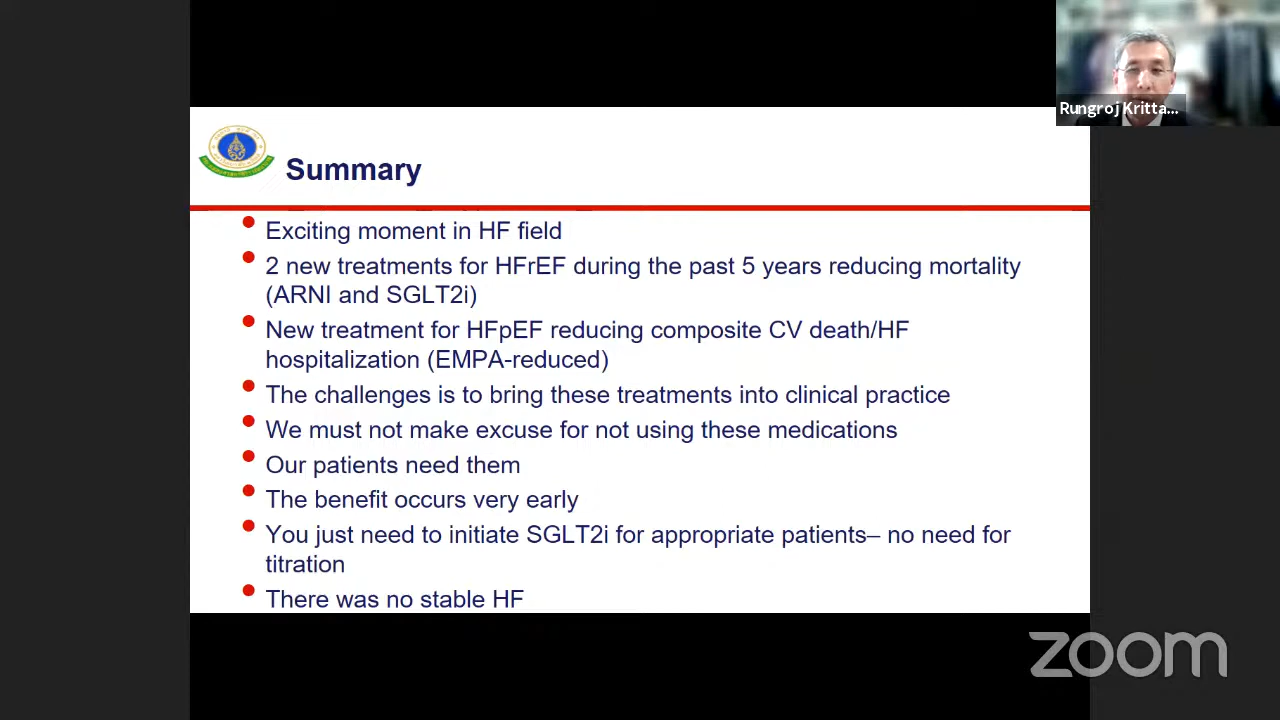 Rungroj Kritta...
Summary
Exciting moment in HF field
2 new treatments for HFrEF during the past 5 years reducing mortality
(ARNI and SGLT2i)
New treatment for HFpEF reducing composite CV death/HF
hospitalization (EMPA-reduced)
The challenges is to bring these treatments into clinical practice
We must not make excuse for not using these medications
Our patients need them
The benefit occurs very early
You just need to initiate SGLT2i for appropriate patients– no need for
titration
There was no stable HF
zoom